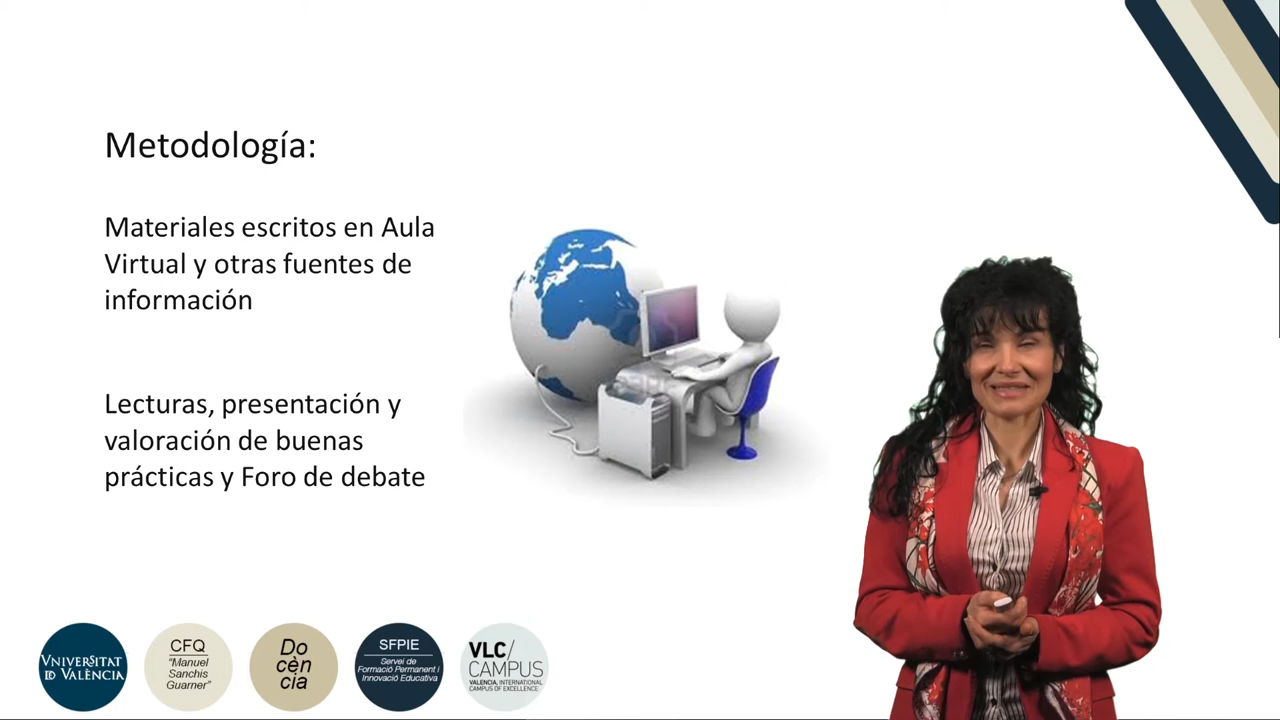 Metodología:
Materiales escritos en Aula
Virtual y otras fuentes de
información
Lecturas, presentación y
valoración de buenas
prácticas y Foro de debate
VNIVERSITAT
ID VALÈNCIA
CFQ
"Manuel
Sanchis
Guarner"
Do
cèn
cia
SFPIE
Servei de
Formació Permanent i
Innovació Educativa
VLC/
CAMPUS
VALENCIA, INTERNATIONAL
CAMPUS OF EXCELLENCE